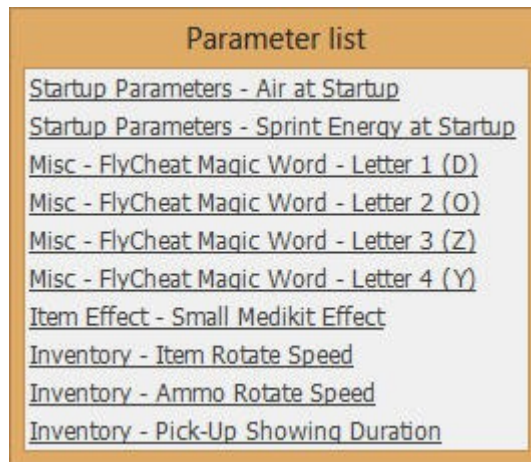 Parameter list
Startup Parameters - Air at Startup
Startup Parameters - Sprint Energy at Startup
Misc - FlyCheat Magic Word - Letter 1 (D)
Misc - FlyCheat Magic Word - Letter 2 (O)
Misc - FlyCheat Magic Word - Letter 3 (Z)
Misc - FlyCheat Magic Word - Letter 4 (Y)
Item Effect - Small Medikit Effect
Inventory - Item Rotate Speed
Inventory - Ammo Rotate Speed
Inventory - Pick-Up Showing Duration